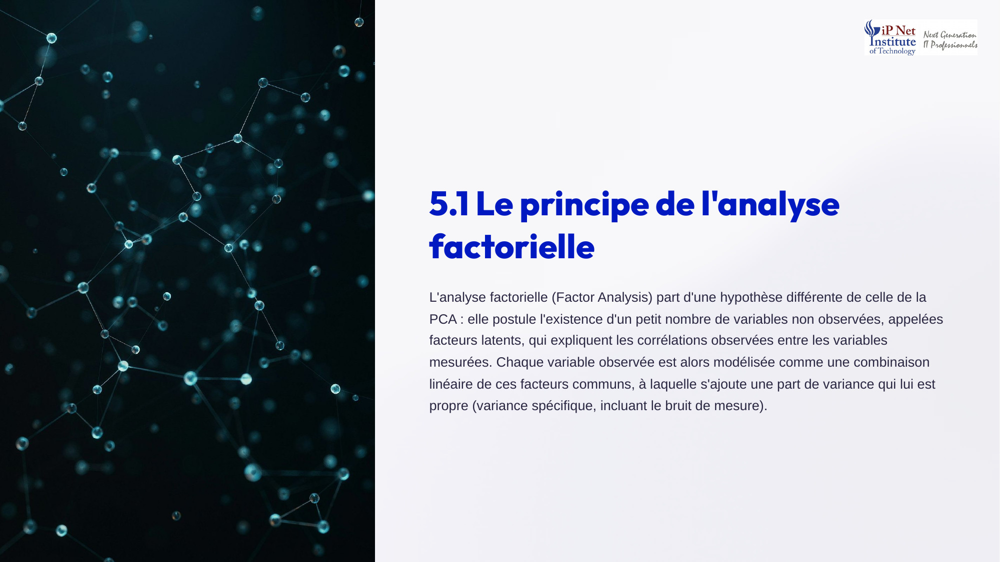 iP Net
Institute
of Technology
Next Generation
IT Professionnels
5.1 Le principe de l'analyse
factorielle
L'analyse factorielle (Factor Analysis) part d'une hypothèse différente de celle de la
PCA : elle postule l'existence d'un petit nombre de variables non observées, appelées
facteurs latents, qui expliquent les corrélations observées entre les variables
mesurées. Chaque variable observée est alors modélisée comme une combinaison
linéaire de ces facteurs communs, à laquelle s'ajoute une part de variance qui lui est
propre (variance spécifique, incluant le bruit de mesure).